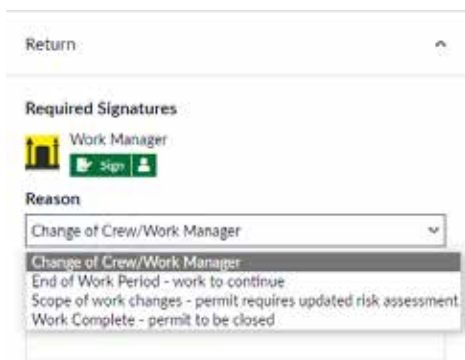 Return
Required Signatures
Work Manager
Sign
Reason
Change of Crew/Work Manager
Change of Crew/Work Manager
End of Work Period - work to continue
Scope of work changes - permit requires updated risk assessment
Work Complete - permit to be closed